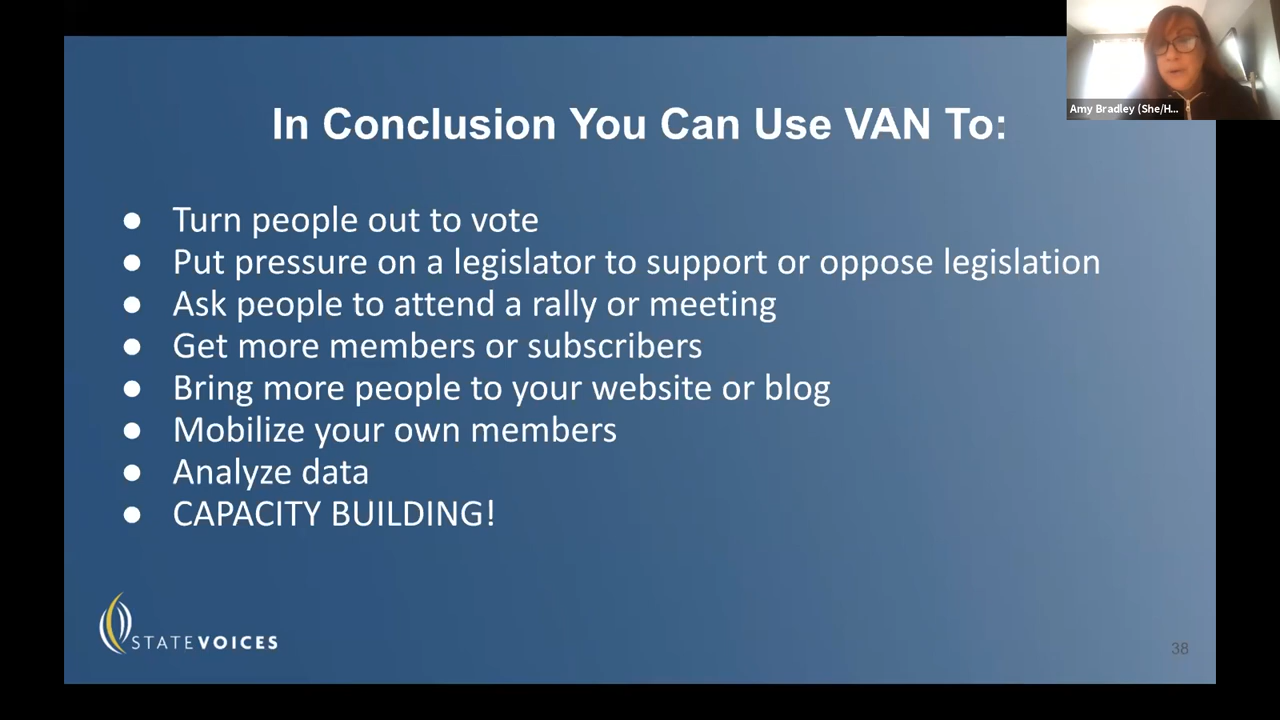 In Conclusion You Can Use VAN To:
● Turn people out to vote
● Put pressure on a legislator to support or oppose legislation
● Ask people to attend a rally or meeting
● Get more members or subscribers
● Bring more people to your website or blog
● Mobilize your own members
● Analyze data
● CAPACITY BUILDING!
STATEVOICES
38
Amy Bradley (She/H...